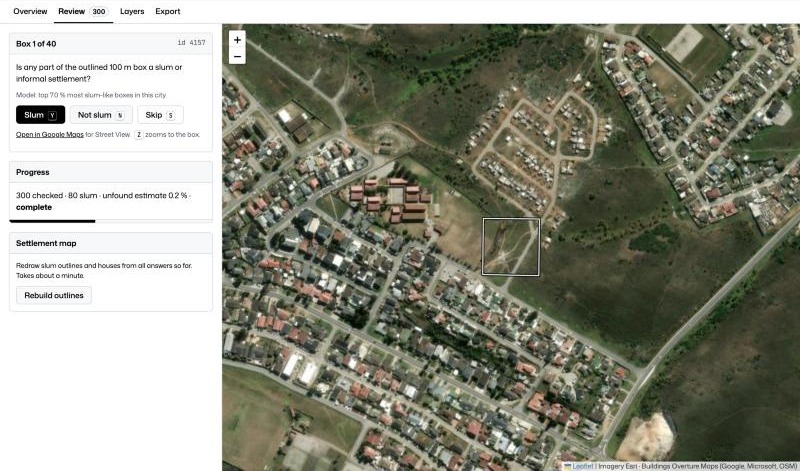 Overview Review 300 Layers Export
Box 1 of 40 id 4157
Is any part of the outlined 100 m box a slum or
informal settlement?
Model: top 70 % most slum-like boxes in this city
Slum Y Not slum N Skip S
Open in Google Maps for Street View. Z zooms to the box.
Progress
300 checked · 80 slum · unfound estimate 0.2 % ·
complete
Settlement map
Redraw slum outlines and houses from all answers so far.
Takes about a minute.
Rebuild outlines
+
−
Leaflet | Imagery Esri · Buildings Overture Maps (Google, Microsoft, OSM)